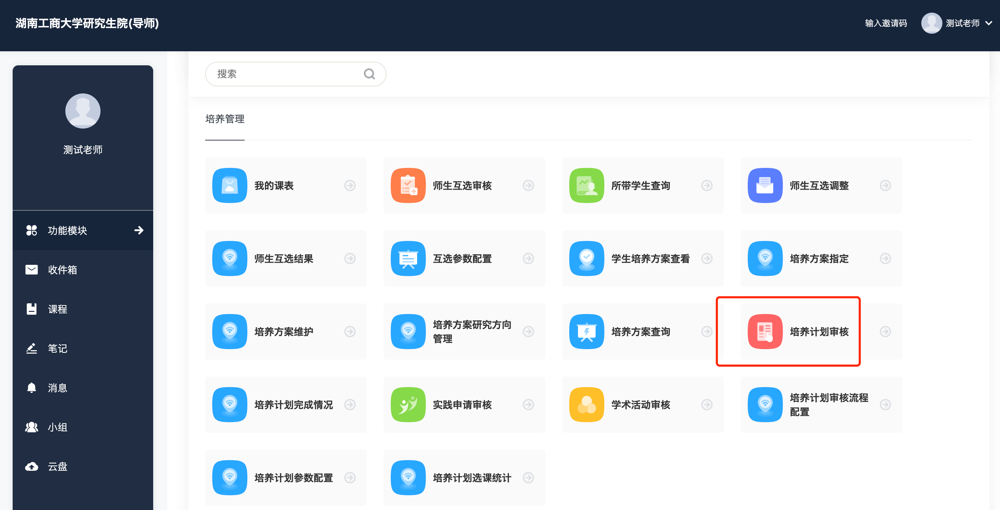 湖南工商大学研究生院(导师)
输入邀请码
测试老师
搜索
测试老师
功能模块
收件箱
课程
笔记
消息
小组
云盘
培养管理
我的课表
师生互选审核
所带学生查询
师生互选调整
师生互选结果
互选参数配置
学生培养方案查看
培养方案指定
培养方案维护
培养方案研究方向
管理
培养方案查询
培养计划审核
培养计划完成情况
实践申请审核
学术活动审核
培养计划审核流程
配置
培养计划参数配置
培养计划选课统计